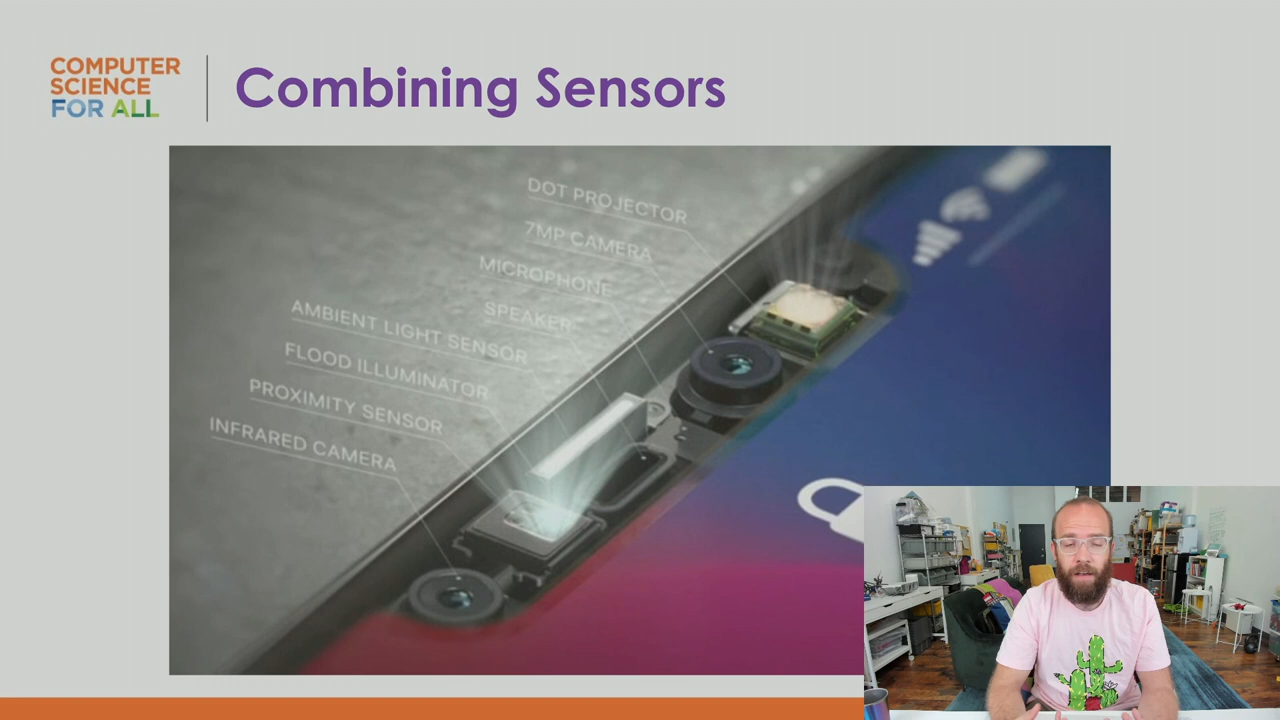 COMPUTER
SCIENCE
FOR ALL
Combining Sensors
DOT PROJECTOR
7MP CAMERA
MICROPHONE
SPEAKER
AMBIENT LIGHT SENSOR
FLOOD ILLUMINATOR
PROXIMITY SENSOR
INFRARED CAMERA